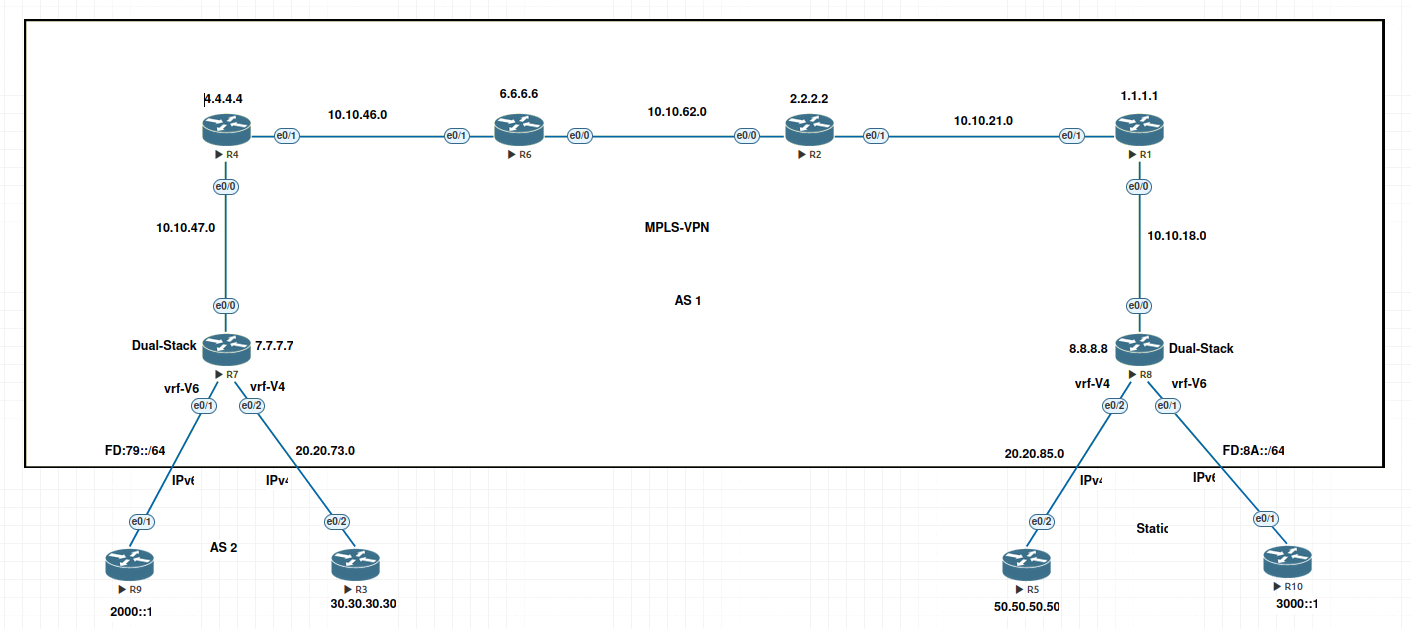 4.4.4.4
6.6.6.6
2.2.2.2
1.1.1.1
10.10.46.0
10.10.62.0
10.10.21.0
e0/1
e0/1
e0/0
e0/0
e0/1
e0/1
R4
R6
R2
R1
e0/0
e0/0
10.10.47.0
MPLS-VPN
10.10.18.0
AS 1
e0/0
e0/0
Dual-Stack
7.7.7.7
8.8.8.8
Dual-Stack
R7
R8
vrf-V6
vrf-V4
vrf-V4
vrf-V6
e0/1
e0/2
e0/2
e0/1
FD:79::/64
20.20.73.0
20.20.85.0
FD:8A::/64
IPv6
IPv4
IPv4
IPv6
e0/1
e0/2
e0/2
e0/1
AS 2
Static
R9
R3
R5
R10
2000::1
30.30.30.30
50.50.50.50
3000::1